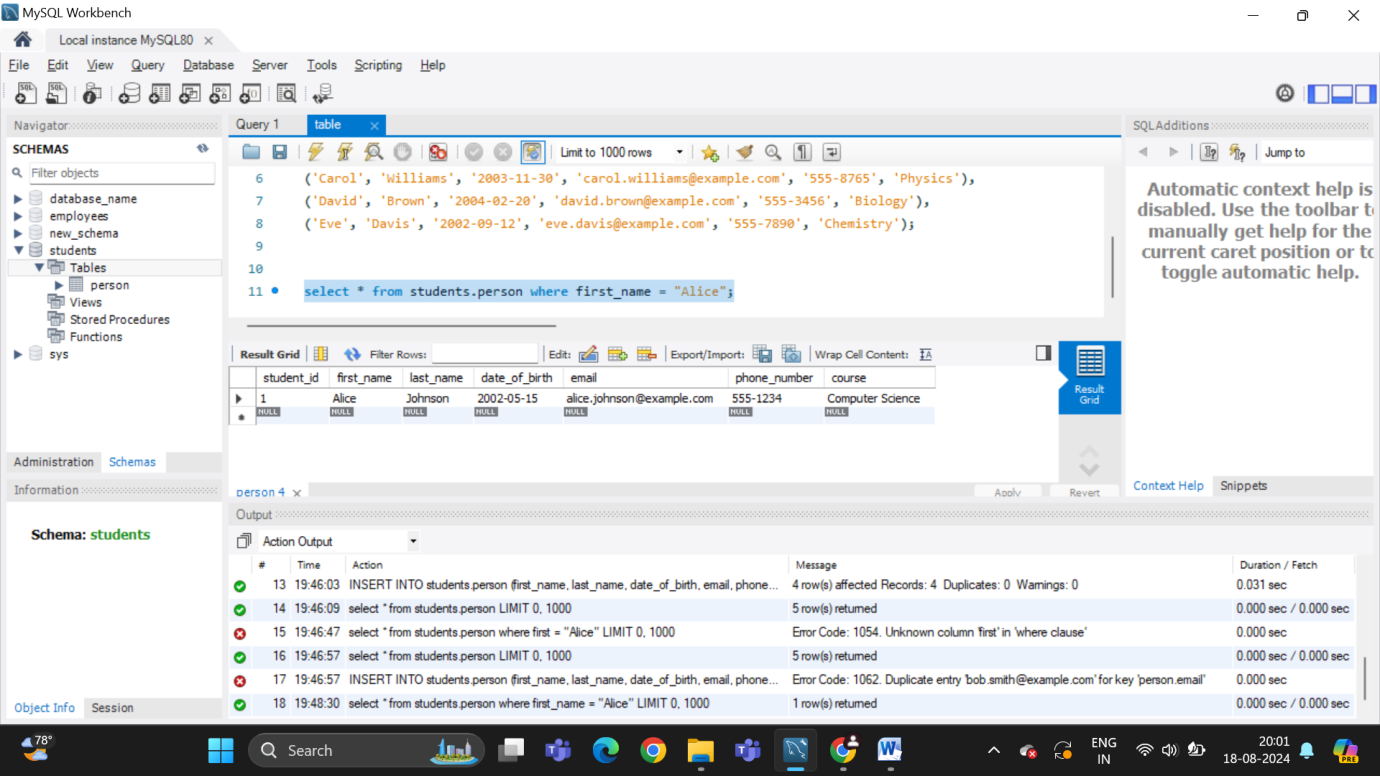 MySQL Workbench
Local instance MySQL80
File Edit View Query Database Server Tools Scripting Help
Navigator
SCHEMAS
Filter objects
database_name
employees
new_schema
students
Tables
person
Views
Stored Procedures
Functions
sys
Administration Schemas
Information
Schema: students
Object Info Session
Query 1 table
Limit to 1000 rows
6 ('Carol', 'Williams', '2003-11-30', 'carol.williams@example.com', '555-8765', 'Physics'),
7 ('David', 'Brown', '2004-02-20', 'david.brown@example.com', '555-3456', 'Biology'),
8 ('Eve', 'Davis', '2002-09-12', 'eve.davis@example.com', '555-7890', 'Chemistry');
9
10
11 select * from students.person where first_name = "Alice";
Result Grid Filter Rows: Edit: Export/Import: Wrap Cell Content:
student_id first_name last_name date_of_birth email phone_number course
1 Alice Johnson 2002-05-15 alice.johnson@example.com 555-1234 Computer Science
NULL NULL NULL NULL NULL NULL NULL
Result
Grid
person 4 Apply Revert
SQLAdditions
Jump to
Automatic context help is
disabled. Use the toolbar to
manually get help for the
current caret position or to
toggle automatic help.
Context Help Snippets
Output
Action Output
# Time Action Message Duration / Fetch
13 19:46:03 INSERT INTO students.person (first_name, last_name, date_of_birth, email, phone... 4 row(s) affected Records: 4 Duplicates: 0 Warnings: 0 0.031 sec
14 19:46:09 select * from students.person LIMIT 0, 1000 5 row(s) returned 0.000 sec / 0.000 sec
15 19:46:47 select * from students.person where first = "Alice" LIMIT 0, 1000 Error Code: 1054. Unknown column 'first' in 'where clause' 0.000 sec
16 19:46:57 select * from students.person LIMIT 0, 1000 5 row(s) returned 0.000 sec / 0.000 sec
17 19:46:57 INSERT INTO students.person (first_name, last_name, date_of_birth, email, phone... Error Code: 1062. Duplicate entry 'bob.smith@example.com' for key 'person.email' 0.000 sec
18 19:48:30 select * from students.person where first_name = "Alice" LIMIT 0, 1000 1 row(s) returned 0.000 sec / 0.000 sec
78°
Search
ENG
IN
20:01
18-08-2024
PRE